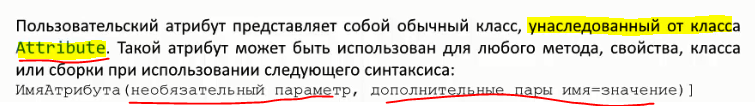 Пользовательский атрибут представляет собой обычный класс, унаследованный от класса
Attribute. Такой атрибут может быть использован для любого метода, свойства, класса
или сборки при использовании следующего синтаксиса:
ИмяАтрибута(необязательный параметр, дополнительные пары имя=значение)]